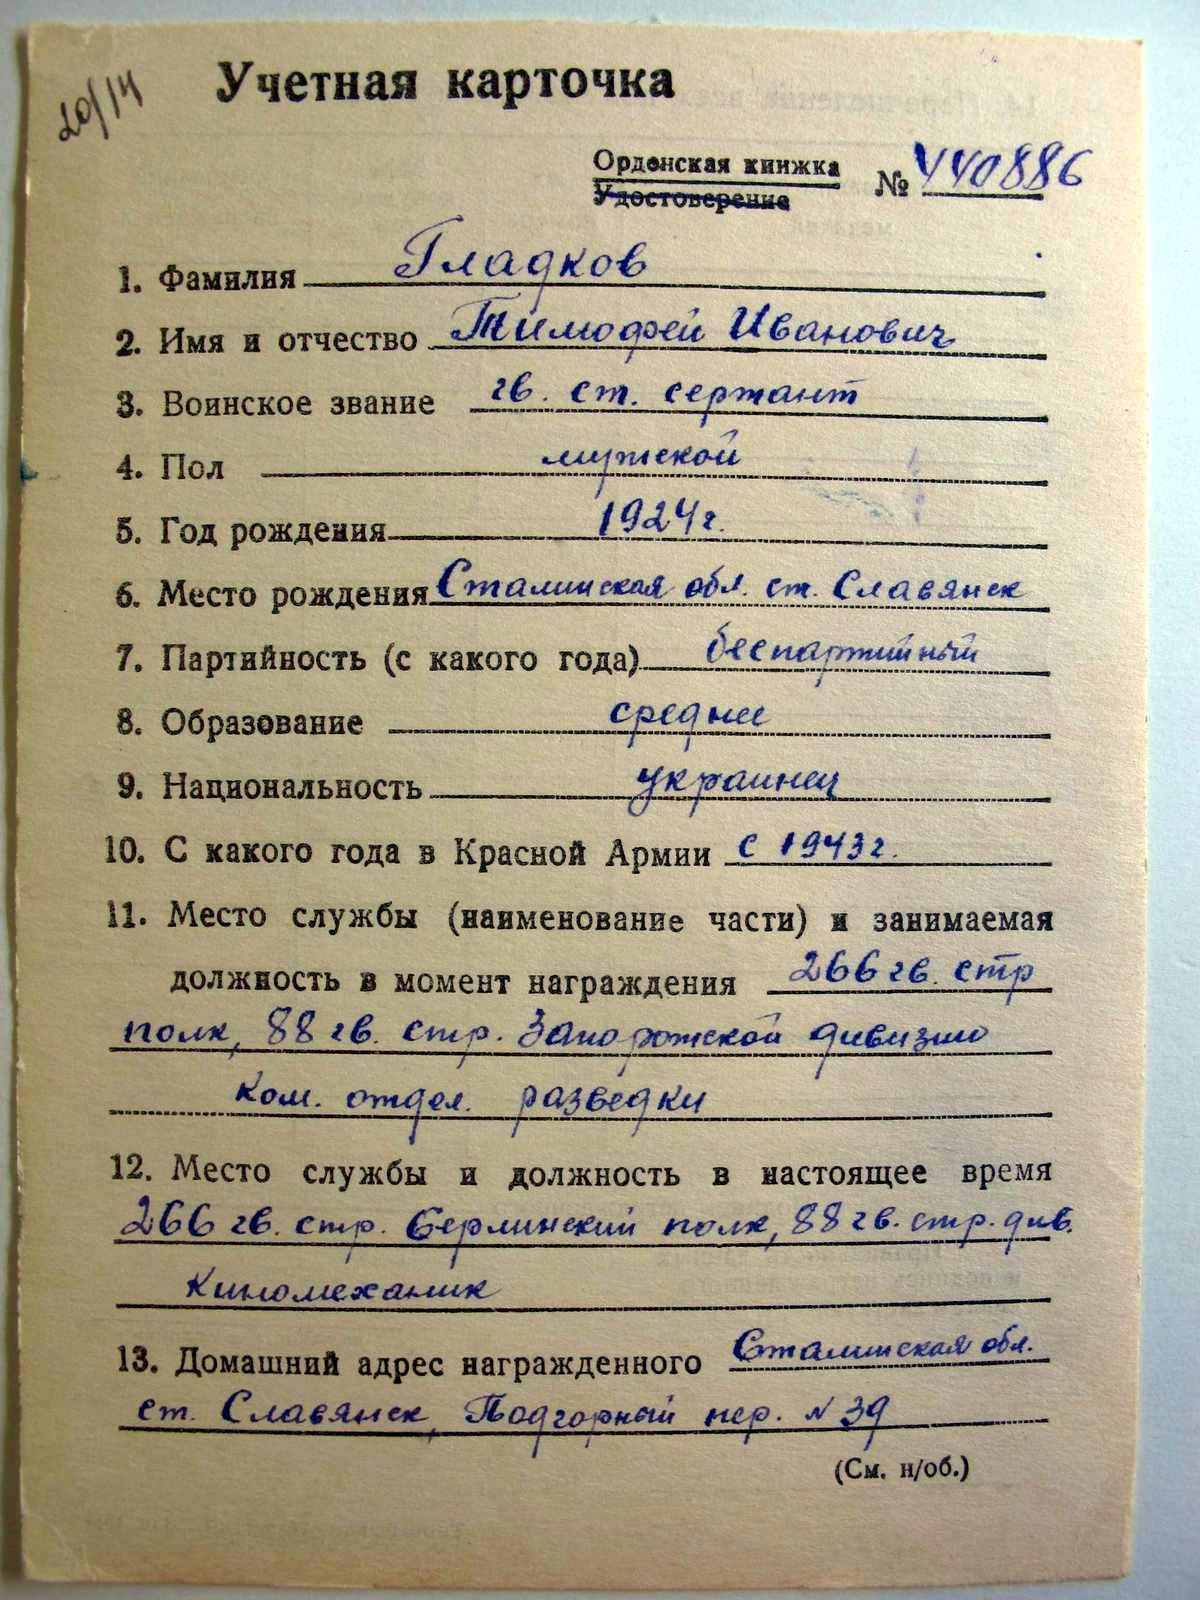 20/14
Учетная карточка
Орденская книжка
Удостоверение
№ 440886
1. Фамилия Гладков
2. Имя и отчество Тимофей Иванович
3. Воинское звание гв. ст. сержант
4. Пол мужской
5. Год рождения 1924 г.
6. Место рождения Сталинская обл. ст. Славянск
7. Партийность (с какого года) беспартийный
8. Образование среднее
9. Национальность украинец
10. С какого года в Красной Армии с 1943 г.
11. Место службы (наименование части) и занимаемая
должность в момент награждения 266 гв. стр
полк, 88 гв. стр. Запорожской дивизии
ком. отдел. разведки
12. Место службы и должность в настоящее время
266 гв. стр. Берлинский полк, 88 гв. стр. див.
Киномеханик
13. Домашний адрес награжденного Сталинская обл.
ст. Славянск, Подгорный пер. N 39
(См. н/об.)